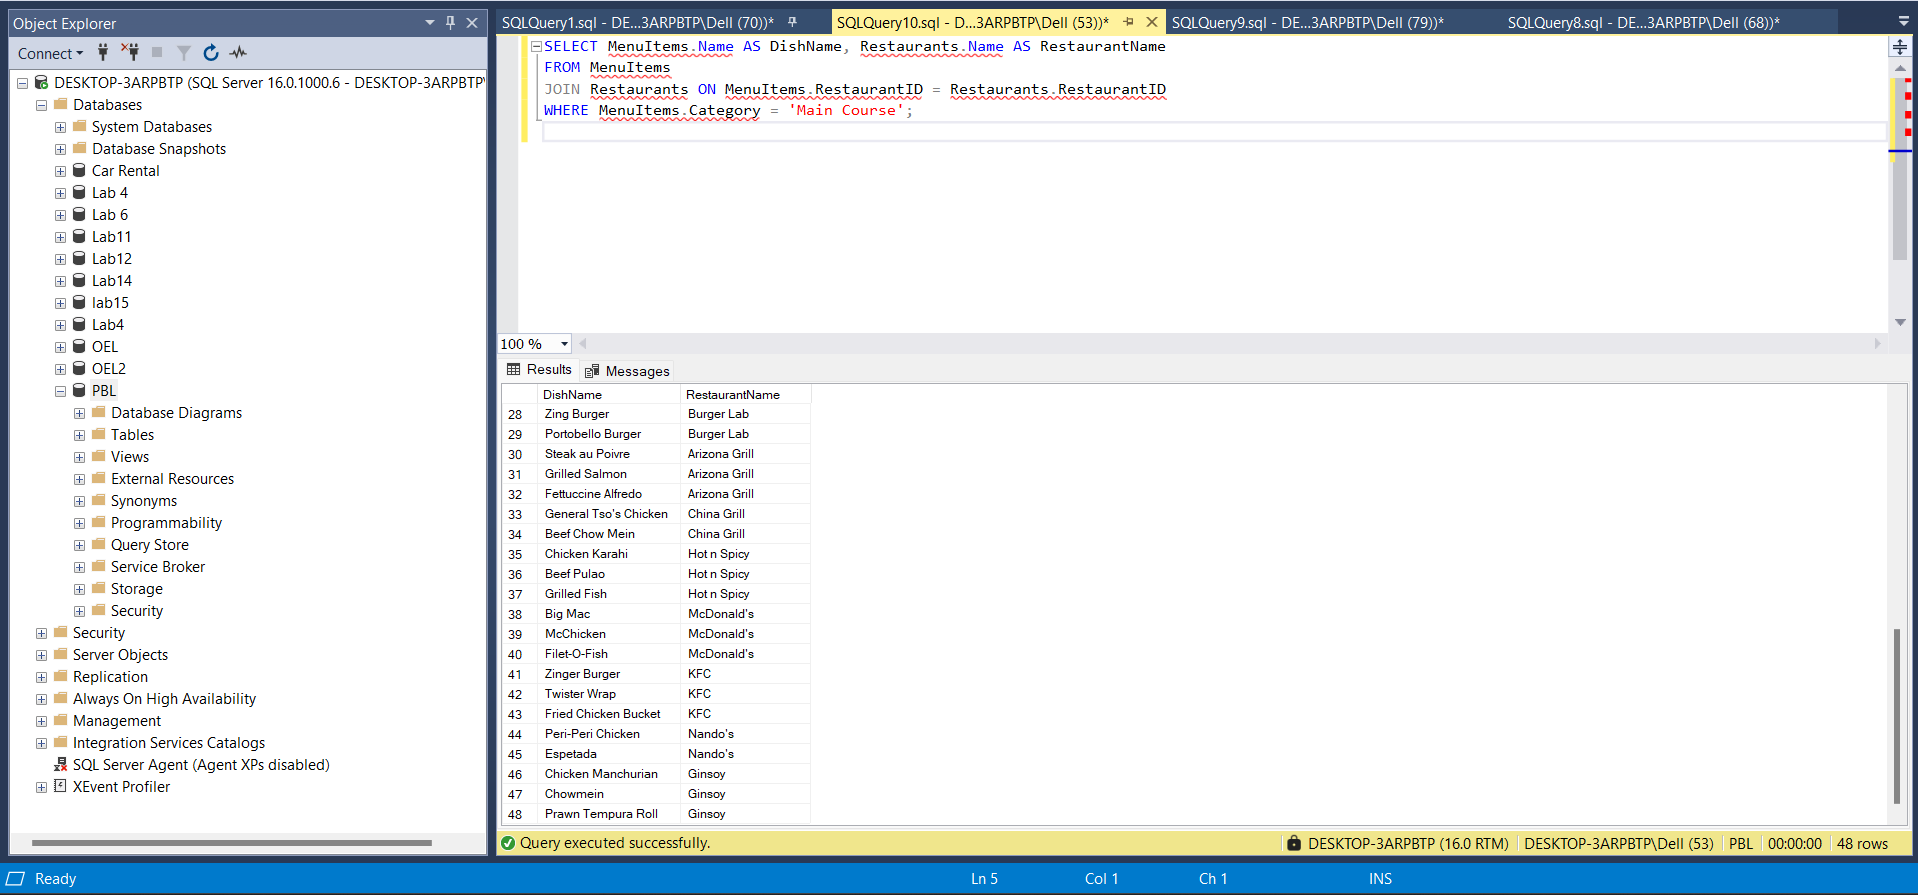 Object Explorer
Connect
DESKTOP-3ARPBTP (SQL Server 16.0.1000.6 - DESKTOP-3ARPBTP\
Databases
System Databases
Database Snapshots
Car Rental
Lab 4
Lab 6
Lab11
Lab12
Lab14
lab15
Lab4
OEL
OEL2
PBL
Database Diagrams
Tables
Views
External Resources
Synonyms
Programmability
Query Store
Service Broker
Storage
Security
Security
Server Objects
Replication
Always On High Availability
Management
Integration Services Catalogs
SQL Server Agent (Agent XPs disabled)
XEvent Profiler
SQLQuery1.sql - DE...3ARPBTP\Dell (70))* SQLQuery10.sql - D...3ARPBTP\Dell (53))* SQLQuery9.sql - DE...3ARPBTP\Dell (79))* SQLQuery8.sql - DE...3ARPBTP\Dell (68))*
SELECT MenuItems.Name AS DishName, Restaurants.Name AS RestaurantName
FROM MenuItems
JOIN Restaurants ON MenuItems.RestaurantID = Restaurants.RestaurantID
WHERE MenuItems.Category = 'Main Course';
100 %
Results Messages
DishName RestaurantName
28 Zing Burger Burger Lab
29 Portobello Burger Burger Lab
30 Steak au Poivre Arizona Grill
31 Grilled Salmon Arizona Grill
32 Fettuccine Alfredo Arizona Grill
33 General Tso's Chicken China Grill
34 Beef Chow Mein China Grill
35 Chicken Karahi Hot n Spicy
36 Beef Pulao Hot n Spicy
37 Grilled Fish Hot n Spicy
38 Big Mac McDonald's
39 McChicken McDonald's
40 Filet-O-Fish McDonald's
41 Zinger Burger KFC
42 Twister Wrap KFC
43 Fried Chicken Bucket KFC
44 Peri-Peri Chicken Nando's
45 Espetada Nando's
46 Chicken Manchurian Ginsoy
47 Chowmein Ginsoy
48 Prawn Tempura Roll Ginsoy
Query executed successfully. DESKTOP-3ARPBTP (16.0 RTM) DESKTOP-3ARPBTP\Dell (53) PBL 00:00:00 48 rows
Ready Ln 5 Col 1 Ch 1 INS